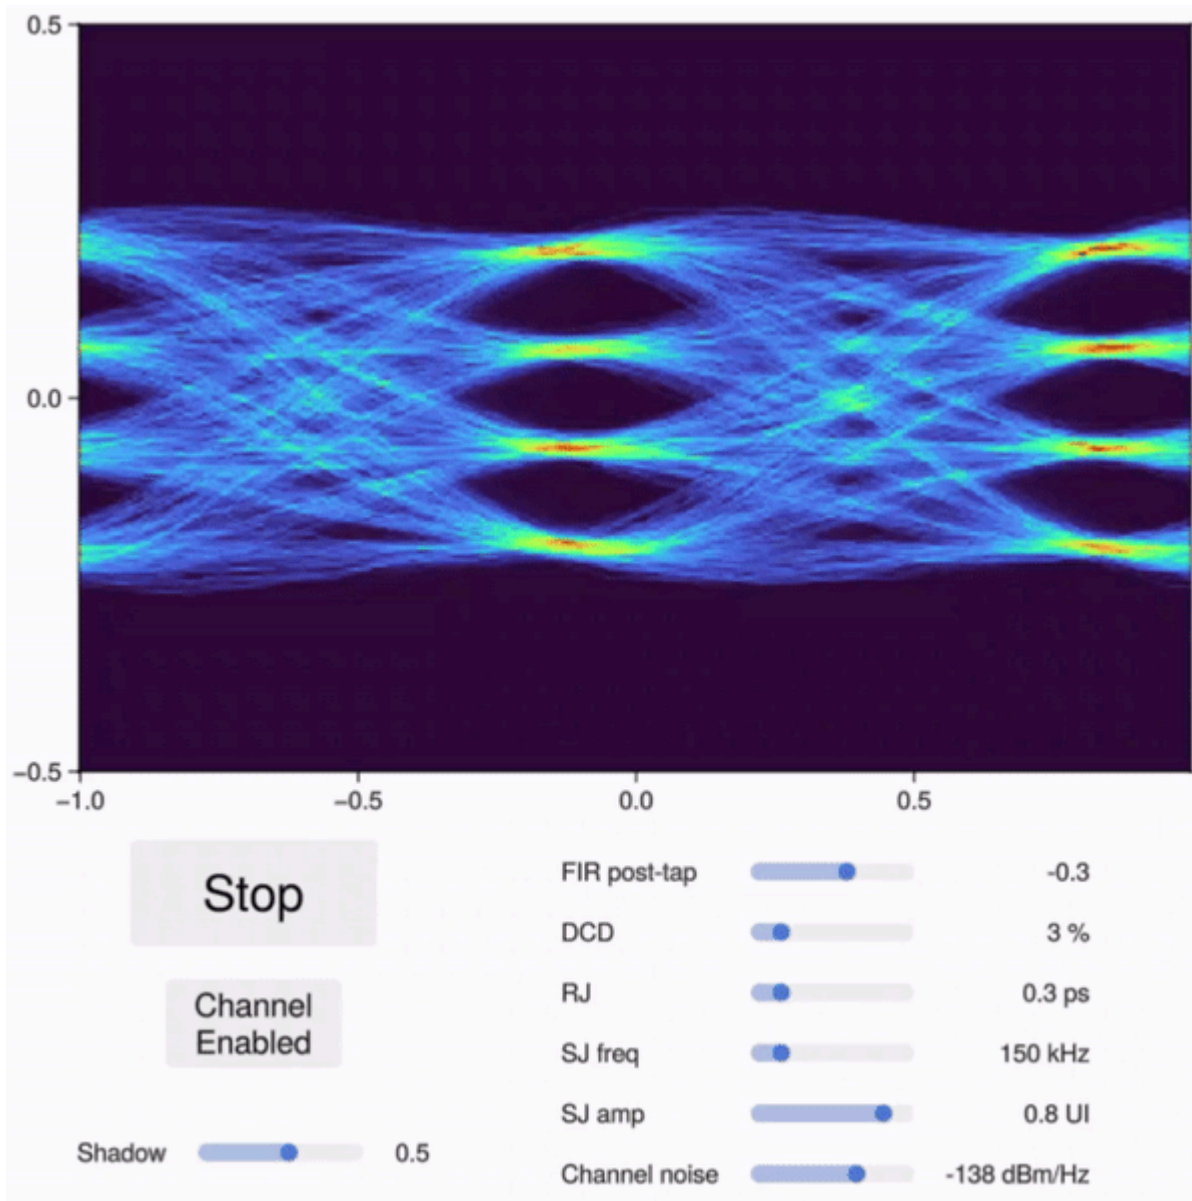 0.5
0.0
−0.5
−1.0 −0.5 0.0 0.5
Stop
Channel
Enabled
Shadow 0.5
FIR post-tap -0.3
DCD 3 %
RJ 0.3 ps
SJ freq 150 kHz
SJ amp 0.8 UI
Channel noise -138 dBm/Hz